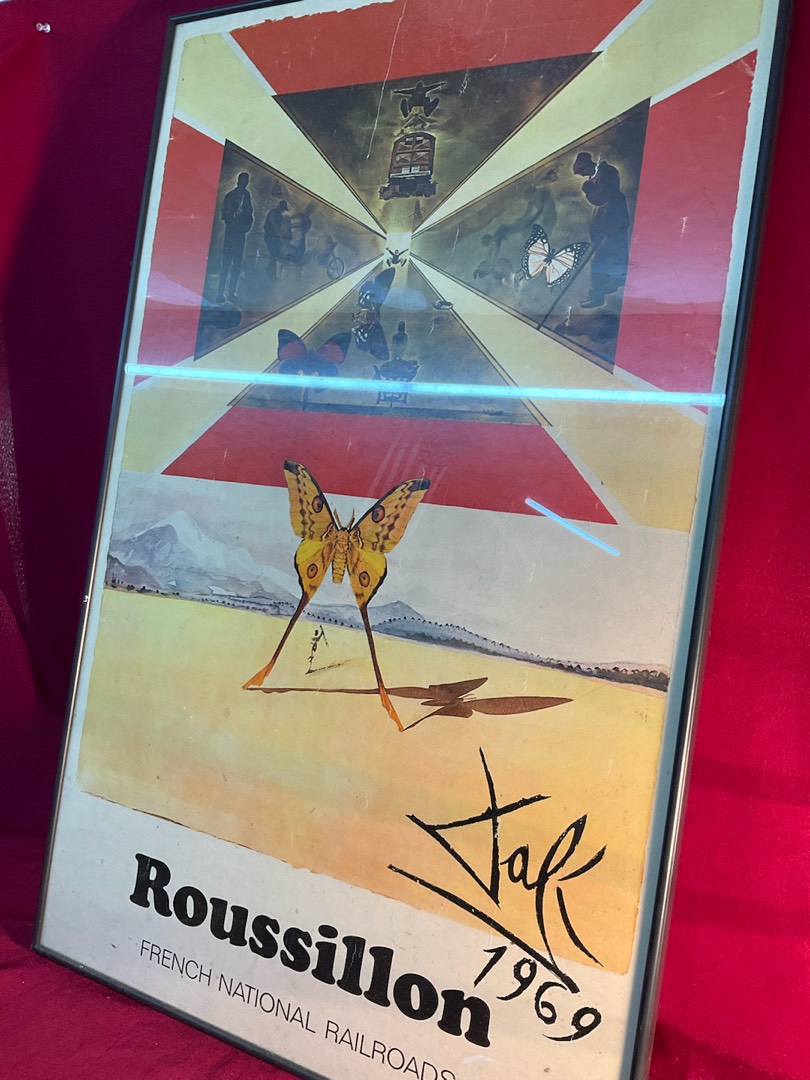 Dalí
1969
Roussillon
FRENCH NATIONAL RAILROADS